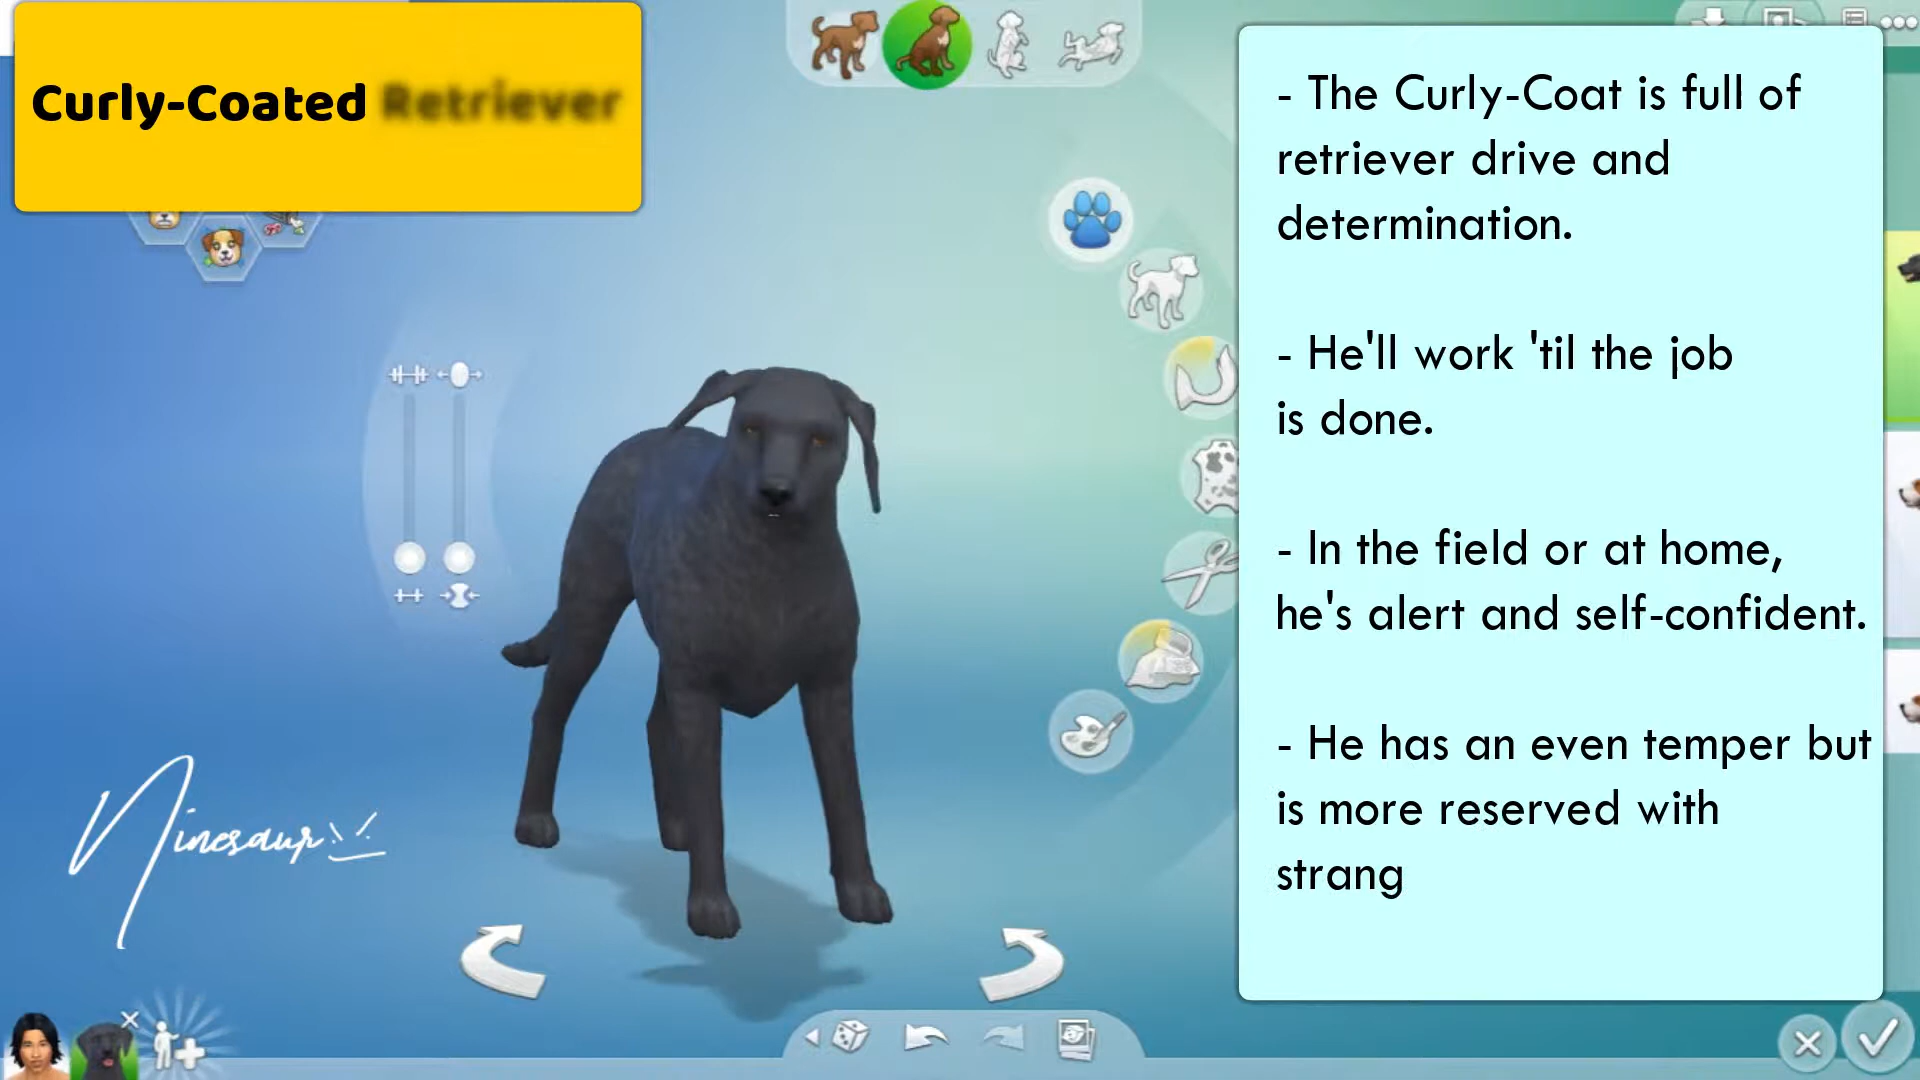 Curly-Coated Retriever
- The Curly-Coat is full of
retriever drive and
determination.
- He'll work 'til the job
is done.
- In the field or at home,
he's alert and self-confident.
- He has an even temper but
is more reserved with
strang
Ninesaur